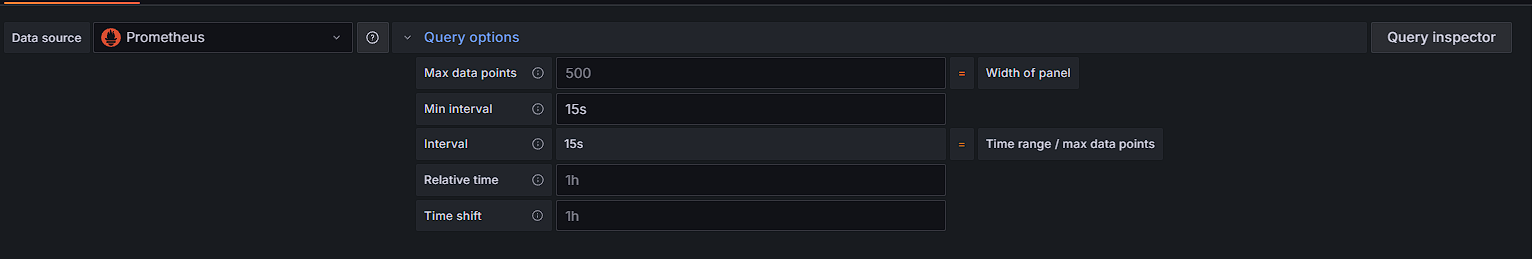 Data source Prometheus Query options Query inspector
Max data points 500 = Width of panel
Min interval 15s
Interval 15s = Time range / max data points
Relative time 1h
Time shift 1h